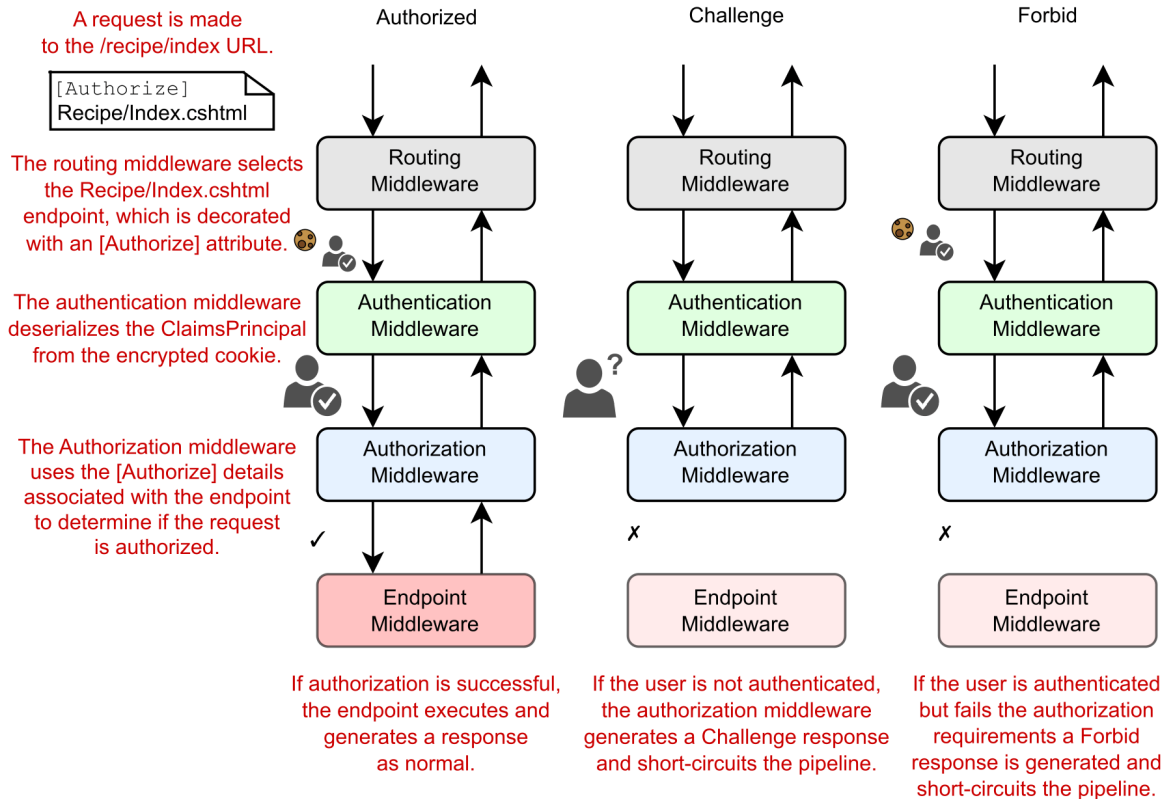 A request is made
to the /recipe/index URL.
[Authorize]
Recipe/Index.cshtml
The routing middleware selects
the Recipe/Index.cshtml
endpoint, which is decorated
with an [Authorize] attribute.
The authentication middleware
deserializes the ClaimsPrincipal
from the encrypted cookie.
The Authorization middleware
uses the [Authorize] details
associated with the endpoint
to determine if the request
is authorized.
Authorized
Routing
Middleware
Authentication
Middleware
Authorization
Middleware
✓
Endpoint
Middleware
If authorization is successful,
the endpoint executes and
generates a response
as normal.
Challenge
Routing
Middleware
Authentication
Middleware
?
Authorization
Middleware
✗
Endpoint
Middleware
If the user is not authenticated,
the authorization middleware
generates a Challenge response
and short-circuits the pipeline.
Forbid
Routing
Middleware
Authentication
Middleware
Authorization
Middleware
✗
Endpoint
Middleware
If the user is authenticated
but fails the authorization
requirements a Forbid
response is generated and
short-circuits the pipeline.